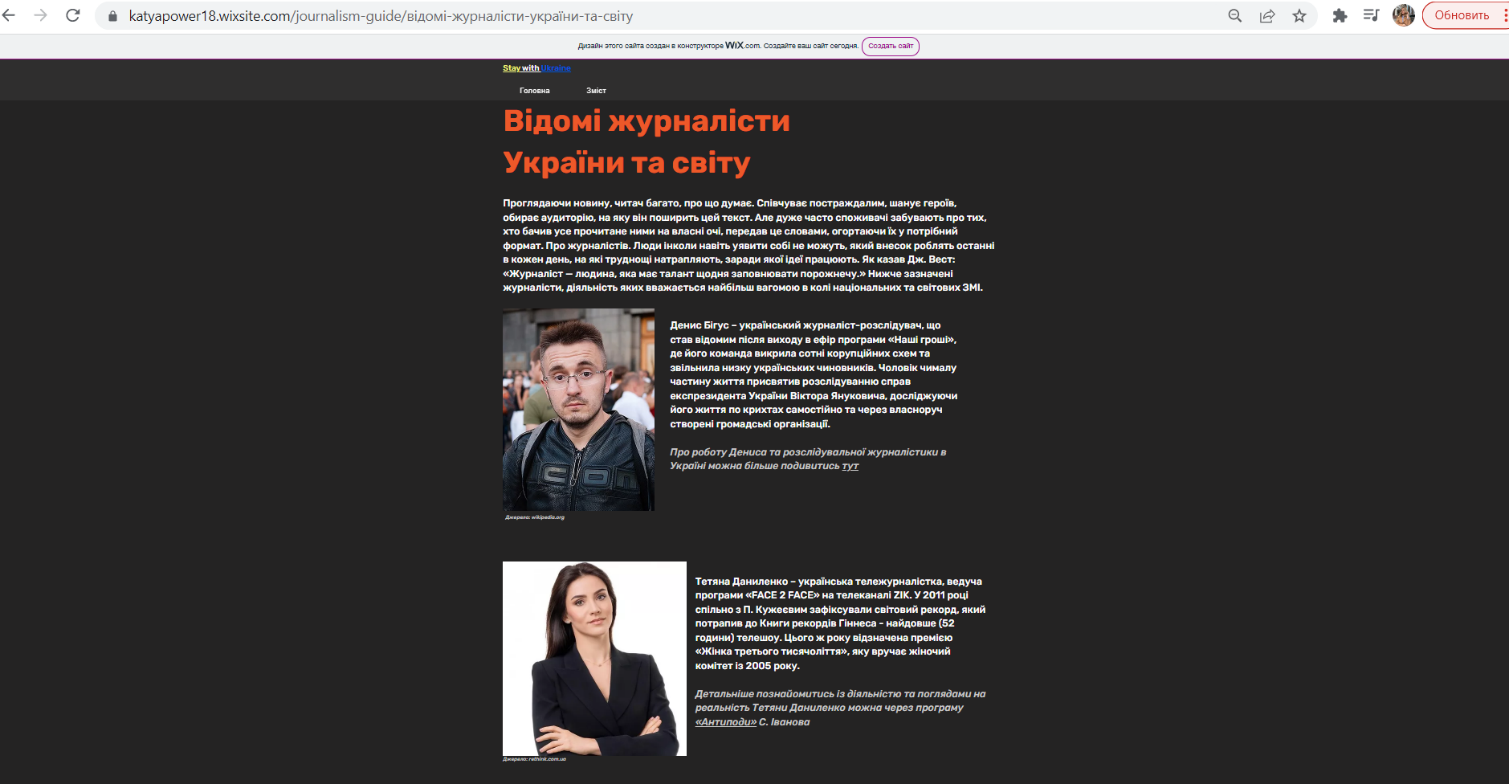 katyapower18.wixsite.com/journalism-guide/відомі-журналісти-україни-та-світу
Обновить
Дизайн этого сайта создан в конструкторе WiX.com. Создайте ваш сайт сегодня. Создать сайт
Stay with Ukraine
Головна Зміст
Відомі журналісти
України та світу
Проглядаючи новину, читач багато, про що думає. Співчуває постраждалим, шанує героїв,
обирає аудиторію, на яку він поширить цей текст. Але дуже часто споживачі забувають про тих,
хто бачив усе прочитане ними на власні очі, передав це словами, огортаючи їх у потрібний
формат. Про журналістів. Люди інколи навіть уявити собі не можуть, який внесок роблять останні
в кожен день, на які труднощі натрапляють, заради якої ідеї працюють. Як казав Дж. Вест:
«Журналіст — людина, яка має талант щодня заповнювати порожнечу.» Нижче зазначені
журналісти, діяльність яких вважається найбільш вагомою в колі національних та світових ЗМІ.
Денис Бігус – український журналіст-розслідувач, що
став відомим після виходу в ефір програми «Наші гроші»,
де його команда викрила сотні корупційних схем та
звільнила низку українських чиновників. Чоловік чималу
частину життя присвятив розслідуванню справ
експрезидента України Віктора Януковича, досліджуючи
його життя по крихтах самостійно та через власноруч
створені громадські організації.
Про роботу Дениса та розслідувальної журналістики в
Україні можна більше подивитись тут
Джерело: wikipedia.org
Тетяна Даниленко – українська тележурналістка, ведуча
програми «FACE 2 FACE» на телеканалі ZIK. У 2011 році
спільно з П. Кужеєвим зафіксували світовий рекорд, який
потрапив до Книги рекордів Гіннеса - найдовше (52
години) телешоу. Цього ж року відзначена премією
«Жінка третього тисячоліття», яку вручає жіночий
комітет із 2005 року.
Детальніше познайомитись із діяльністю та поглядами на
реальність Тетяни Даниленко можна через програму
«Антиподи» С. Іванова
Джерело: rethink.com.ua